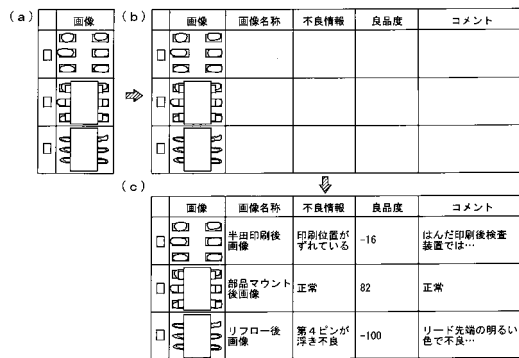 (a)
画像
(b)
画像 画像名称 不良情報 良品度 コメント
(c)
画像 画像名称 不良情報 良品度 コメント
半田印刷後
画像
印刷位置が
ずれている
-16
はんだ印刷後検査
装置では…
部品マウント
後画像
正常
82
正常
リフロー後
画像
第4ピンが
浮き不良
-100
リード先端の明るい
色で不良…